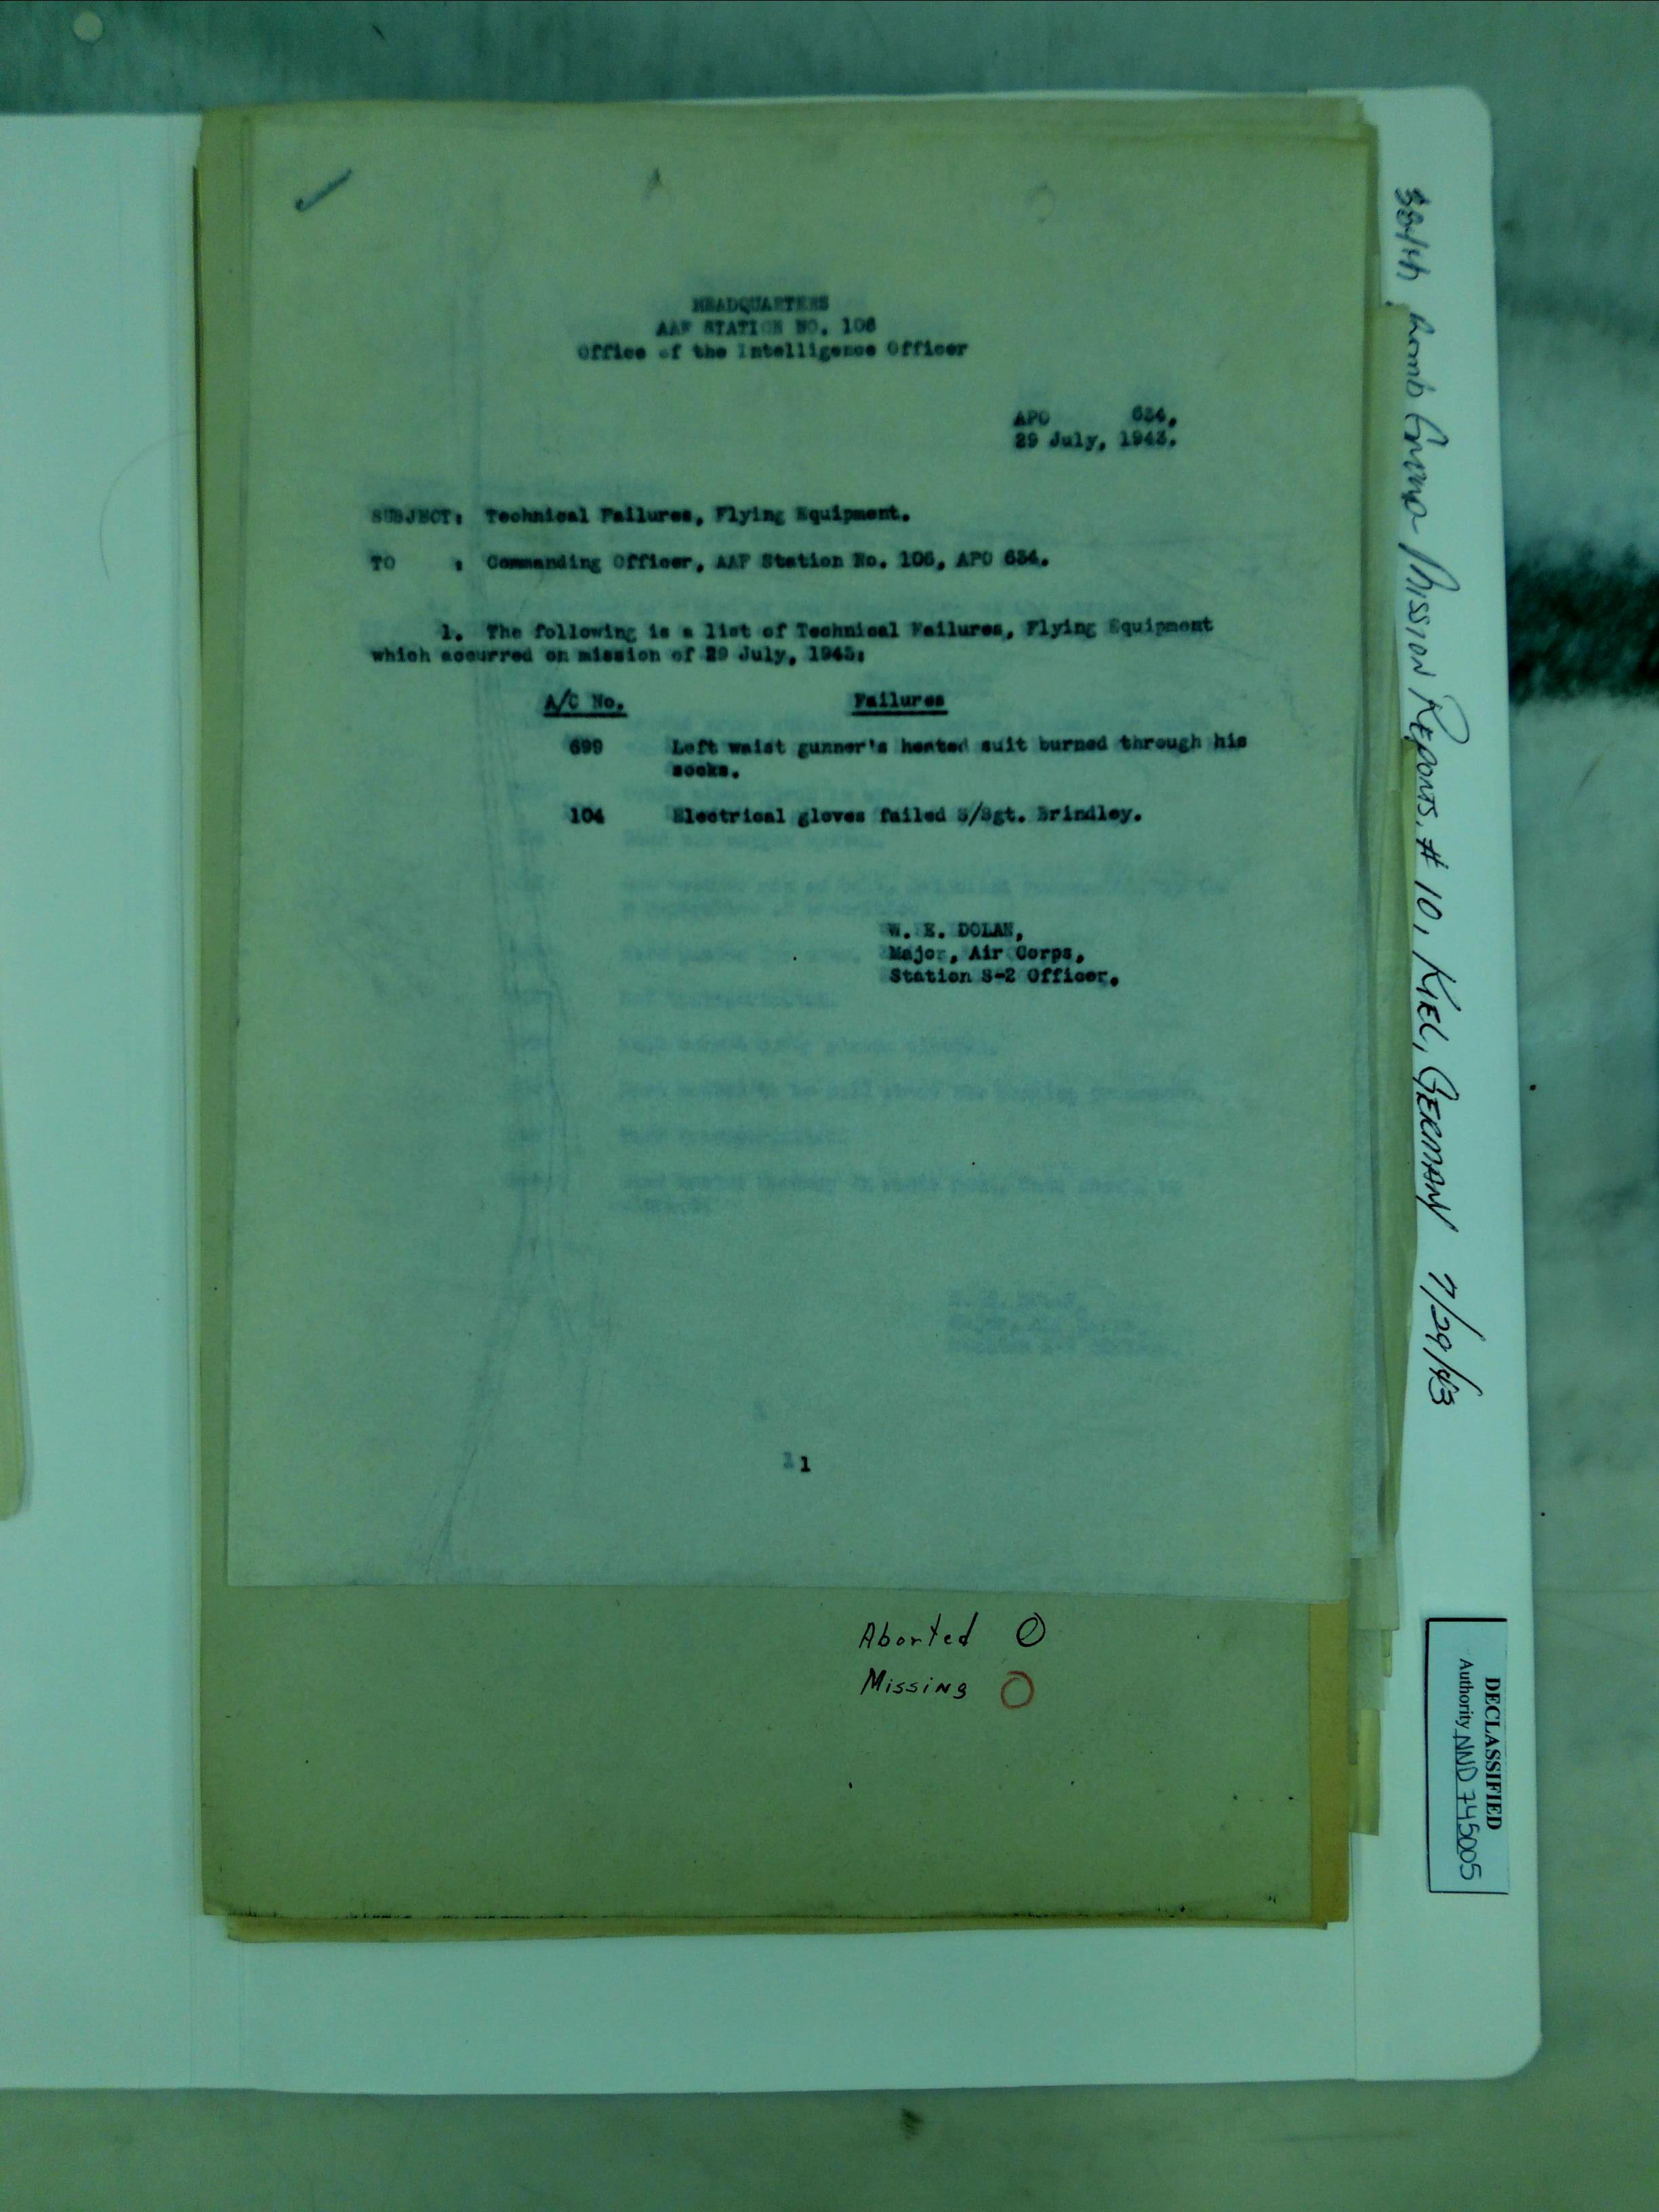 HEADQUARTERS
AAF STATION NO. 106
Office of the Intelligence Officer
APO 634,
29 July, 1943.
SUBJECT: Technical Failures, Flying Equipment.
TO : Commanding Officer, AAF Station No. 106, APO 634.
1. The following is a list of Technical Failures, Flying Equipment
which accurred on mission of 29 July, 1943:
A/C No. Failures
699 Left waist gunner's heated suit burned through his
socks.
104 Electrical gloves failed S/Sgt. Brindley.
W. E. DOLAN,
Major, Air Corps,
Station S-2 Officer.
11
Aborted O
Missing O
384th Bomb Group Mission Reports. # 10, KIEL, GERMANY 7/29/43
DECLASSIFIED
Authority NND 745005